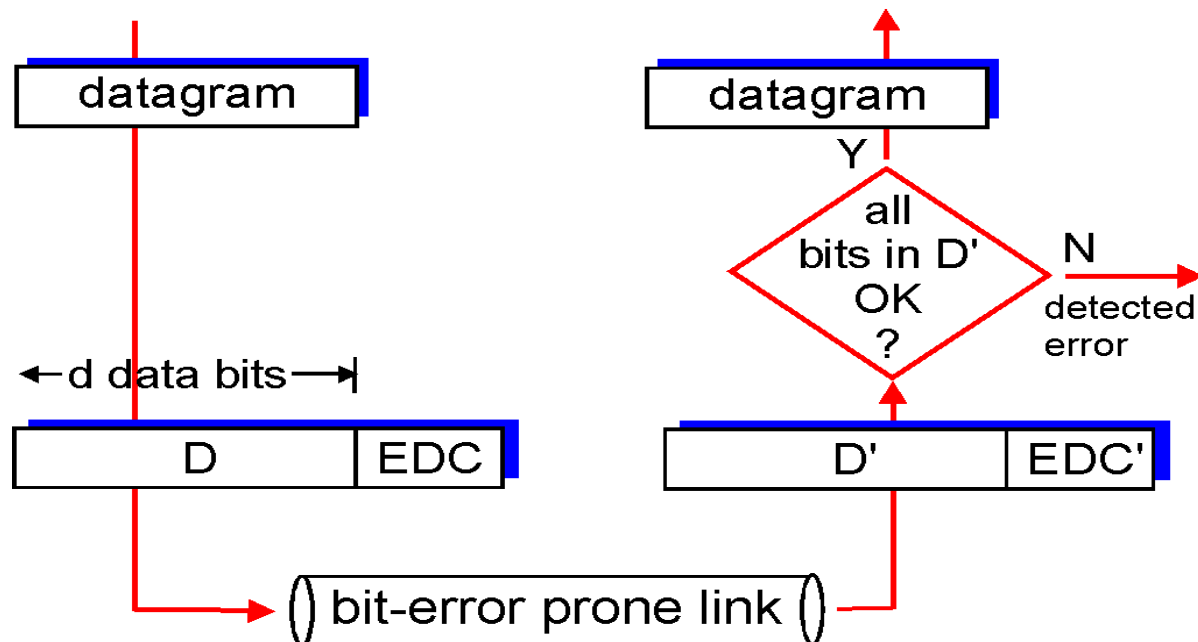 datagram
d data bits
D
EDC
bit-error prone link
datagram
Y
all
bits in D'
OK
?
N
detected
error
D'
EDC'